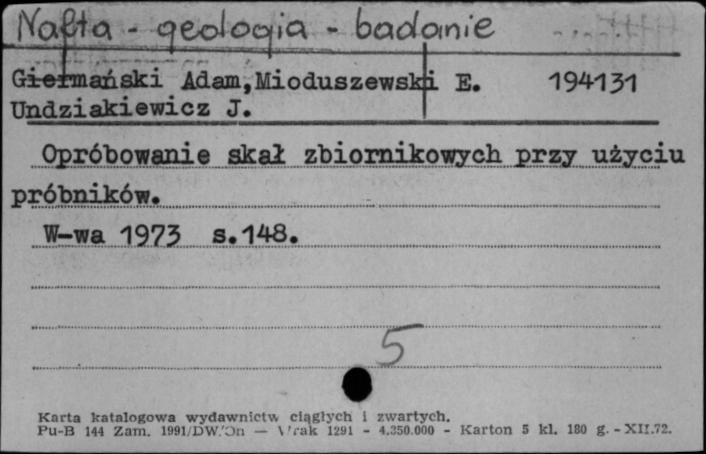 Nafta - geologia - badanie
Giermański Adam,Mioduszewski E. 194131
Undziakiewicz J.
Opróbowanie skał zbiornikowych przy użyciu
próbników.
W-wa 1973 s.148.
5
Karta katalogowa wydawnictw ciągłych i zwartych.
Pu-B 144 Zam. 1991/DW/On — 1291 - 4.350.000 - Karton 5 kl. 180 g. - XII.72.